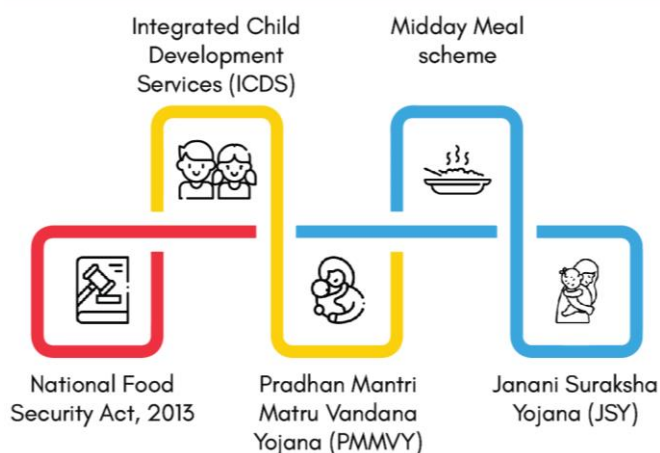 Integrated Child
Development
Services (ICDS)
Midday Meal
scheme
National Food
Security Act, 2013
Pradhan Mantri
Matru Vandana
Yojana (PMMVY)
Janani Suraksha
Yojana (JSY)